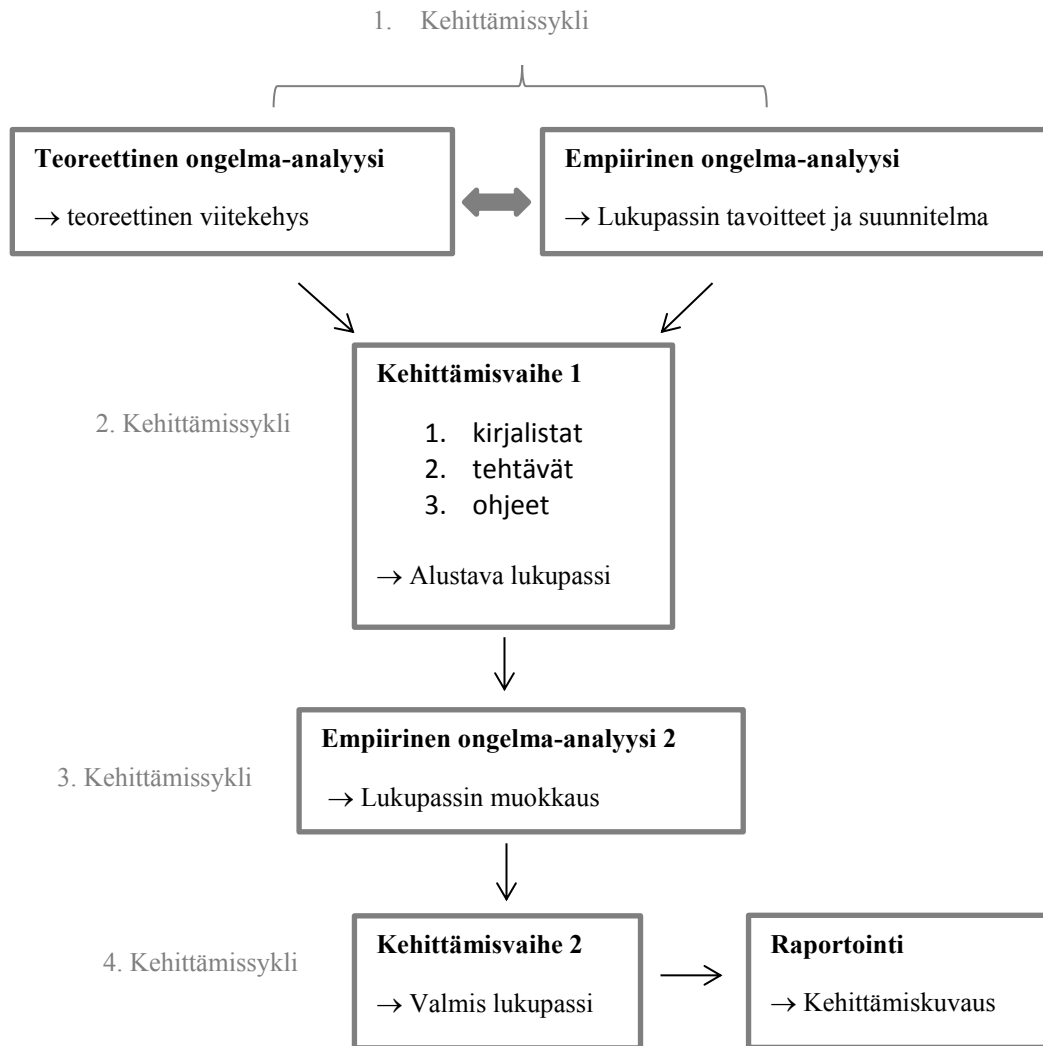 1. Kehittämissykli
Teoreettinen ongelma-analyysi
→ teoreettinen viitekehys
Empiirinen ongelma-analyysi
→ Lukupassin tavoitteet ja suunnitelma
2. Kehittämissykli
Kehittämisvaihe 1
1. kirjalistat
2. tehtävät
3. ohjeet
→ Alustava lukupassi
3. Kehittämissykli
Empiirinen ongelma-analyysi 2
→ Lukupassin muokkaus
4. Kehittämissykli
Kehittämisvaihe 2
→ Valmis lukupassi
Raportointi
→ Kehittämiskuvaus